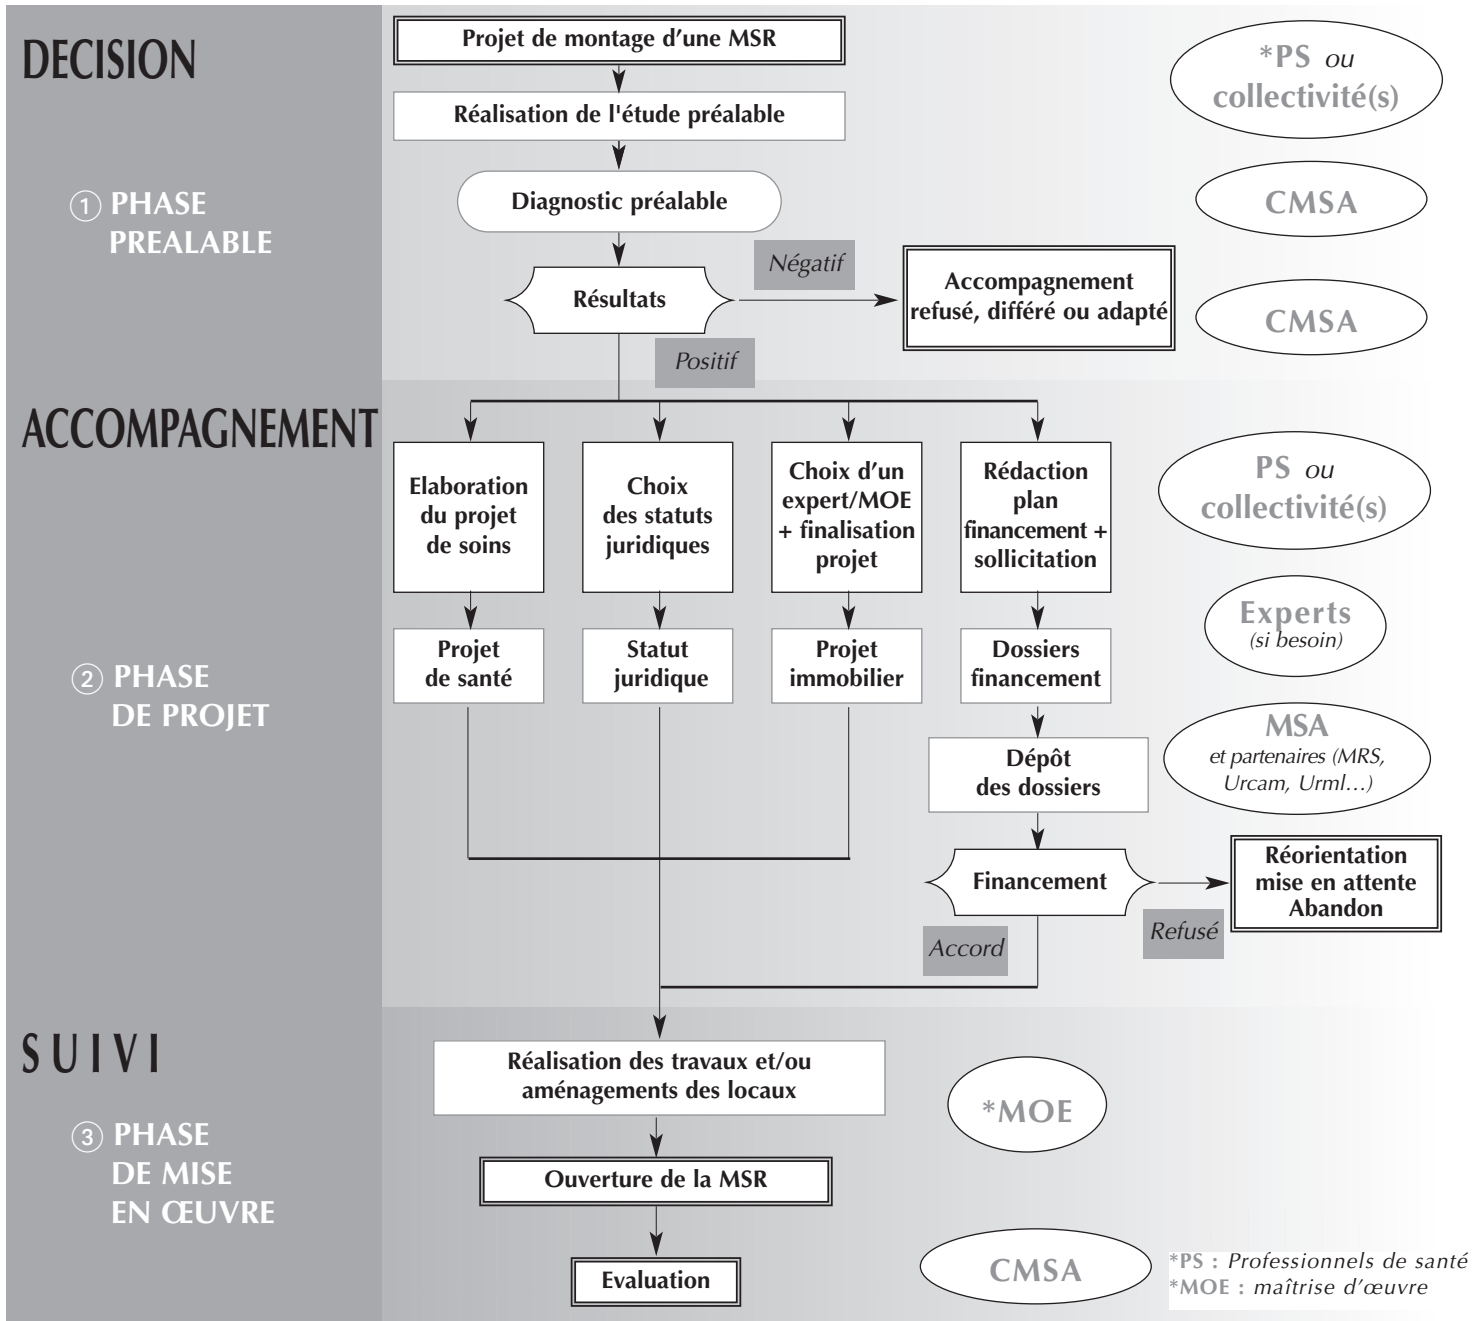 DECISION
① PHASE
PREALABLE
Projet de montage d'une MSR
Réalisation de l'étude préalable
Diagnostic préalable
Résultats
Négatif
Accompagnement
refusé, différé ou adapté
Positif
*PS ou
collectivité(s)
CMSA
CMSA
ACCOMPAGNEMENT
② PHASE
DE PROJET
Elaboration
du projet
de soins
Choix
des statuts
juridiques
Choix d'un
expert/MOE
+ finalisation
projet
Rédaction
plan
financement +
sollicitation
Projet
de santé
Statut
juridique
Projet
immobilier
Dossiers
financement
Dépôt
des dossiers
Financement
Refusé
Accord
Réorientation
mise en attente
Abandon
PS ou
collectivité(s)
Experts
(si besoin)
MSA
et partenaires (MRS,
Urcam, Urml…)
SUIVI
③ PHASE
DE MISE
EN ŒUVRE
Réalisation des travaux et/ou
aménagements des locaux
Ouverture de la MSR
Evaluation
*MOE
CMSA
*PS : Professionnels de santé
*MOE : maîtrise d'œuvre